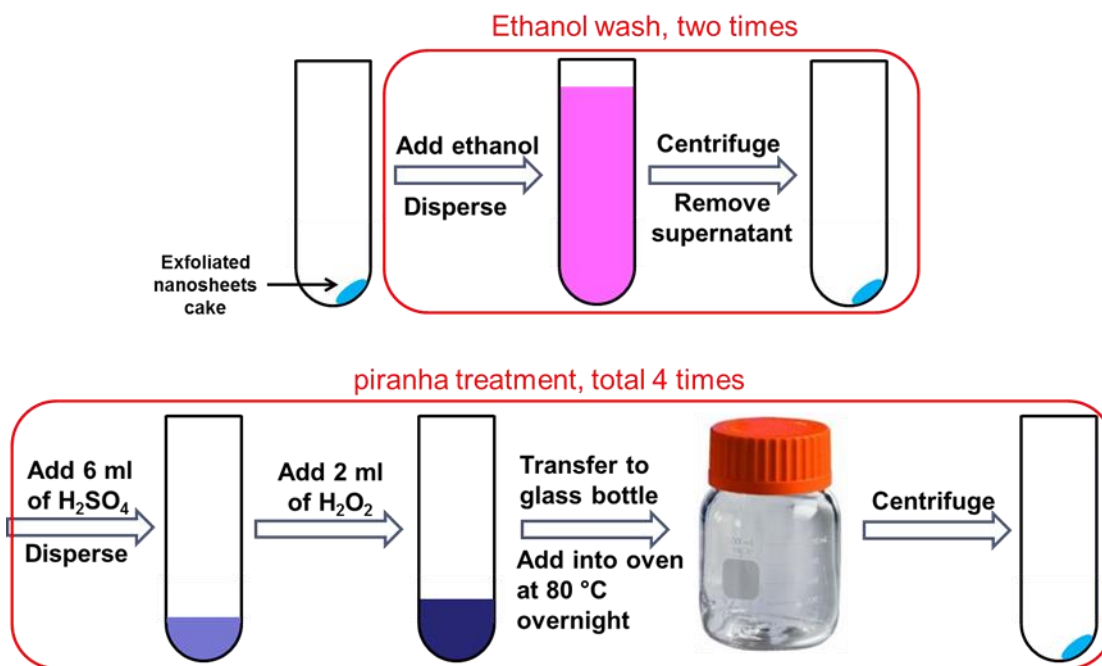 Ethanol wash, two times
Add ethanol
Disperse
Centrifuge
Remove
supernatant
Exfoliated
nanosheets
cake
piranha treatment, total 4 times
Add 6 ml
of H₂SO₄
Disperse
Add 2 ml
of H₂O₂
Transfer to
glass bottle
Add into oven
at 80 °C
overnight
Centrifuge